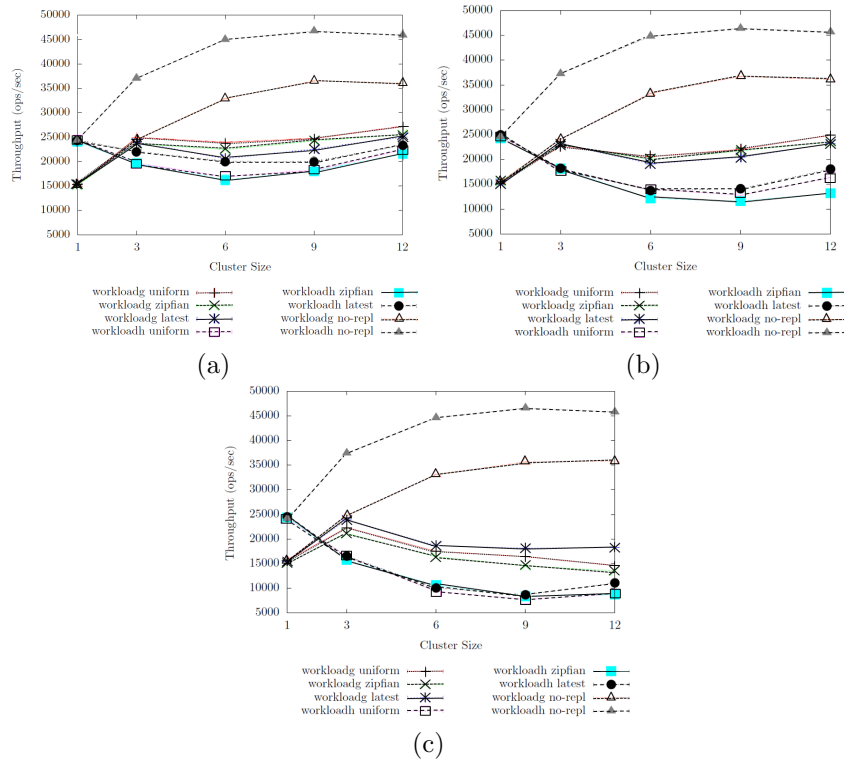 50000
45000
40000
35000
30000
25000
20000
15000
10000
5000
Throughput (ops/sec)
1 3 6 9 12
Cluster Size
workloadg uniform
workloadg zipfian
workloadg latest
workloadh uniform
workloadh zipfian
workloadh latest
workloadg no-repl
workloadh no-repl
(a)
50000
45000
40000
35000
30000
25000
20000
15000
10000
5000
Throughput (ops/sec)
1 3 6 9 12
Cluster Size
workloadg uniform
workloadg zipfian
workloadg latest
workloadh uniform
workloadh zipfian
workloadh latest
workloadg no-repl
workloadh no-repl
(b)
50000
45000
40000
35000
30000
25000
20000
15000
10000
5000
Throughput (ops/sec)
1 3 6 9 12
Cluster Size
workloadg uniform
workloadg zipfian
workloadg latest
workloadh uniform
workloadh zipfian
workloadh latest
workloadg no-repl
workloadh no-repl
(c)